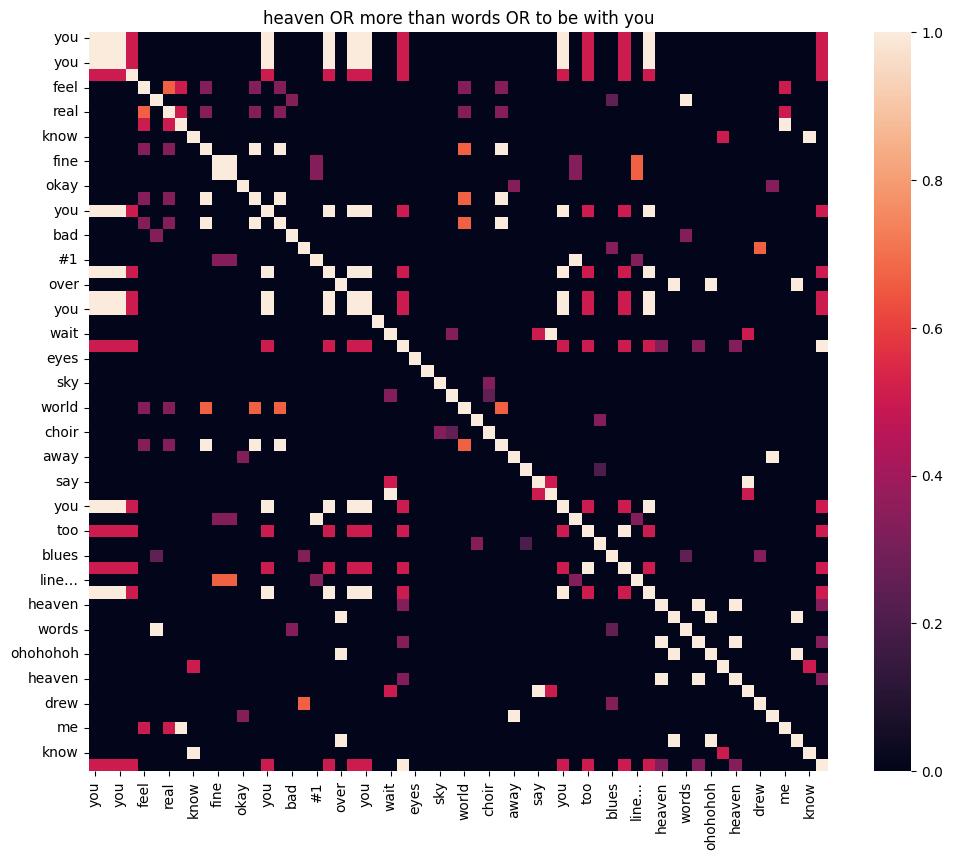 heaven OR more than words OR to be with you
you
you
feel
real
know
fine
okay
you
bad
#1
over
you
wait
eyes
sky
world
choir
away
say
you
too
blues
line...
heaven
words
ohohohoh
heaven
drew
me
know
you
you
feel
real
know
fine
okay
you
bad
#1
over
you
wait
eyes
sky
world
choir
away
say
you
too
blues
line...
heaven
words
ohohohoh
heaven
drew
me
know
1.0
0.8
0.6
0.4
0.2
0.0